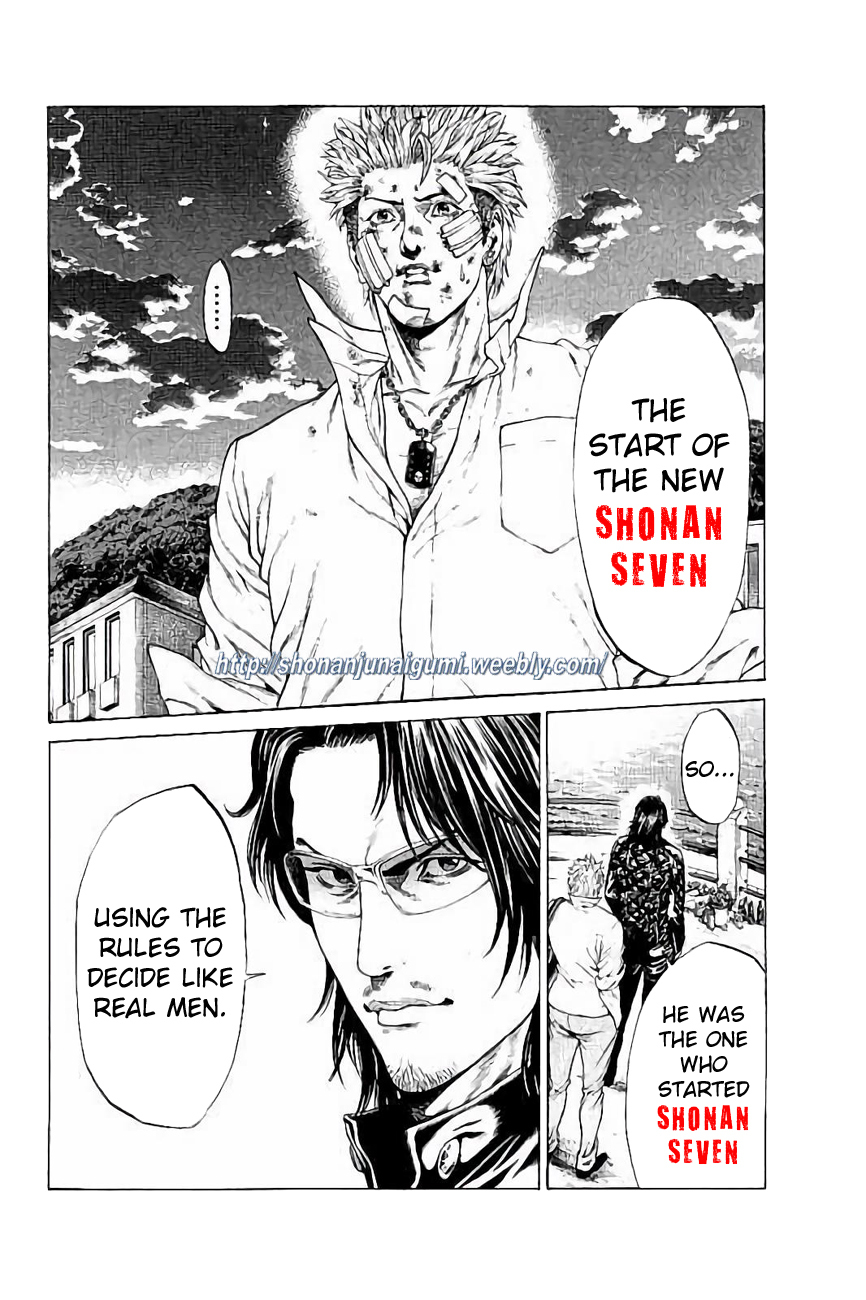 THE
START OF
THE NEW
SHONAN
SEVEN
......
http://shonanjunaigumi.weebly.com/
SO...
HE WAS
THE ONE
WHO
STARTED
SHONAN
SEVEN
USING THE
RULES TO
DECIDE LIKE
REAL MEN.